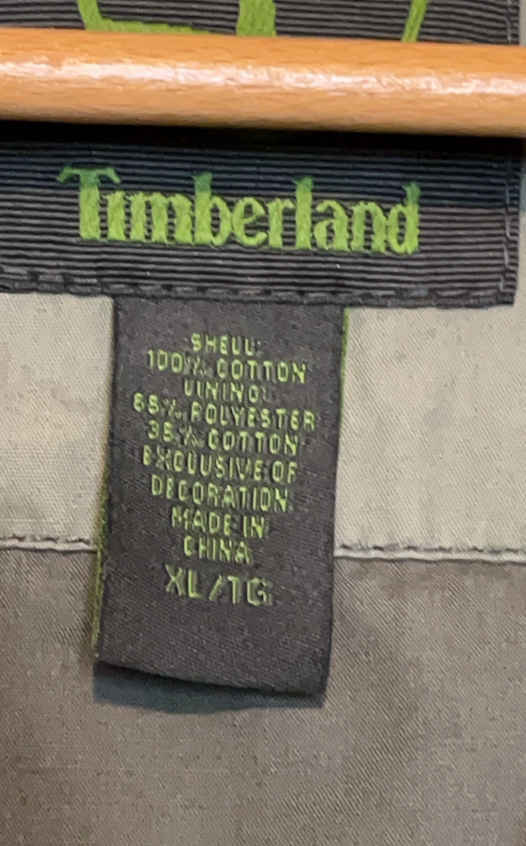 Timberland
SHELL:
100% COTTON
LINING:
65% POLYESTER
35% COTTON
EXCLUSIVE OF
DECORATION
MADE IN
CHINA
XL/TG